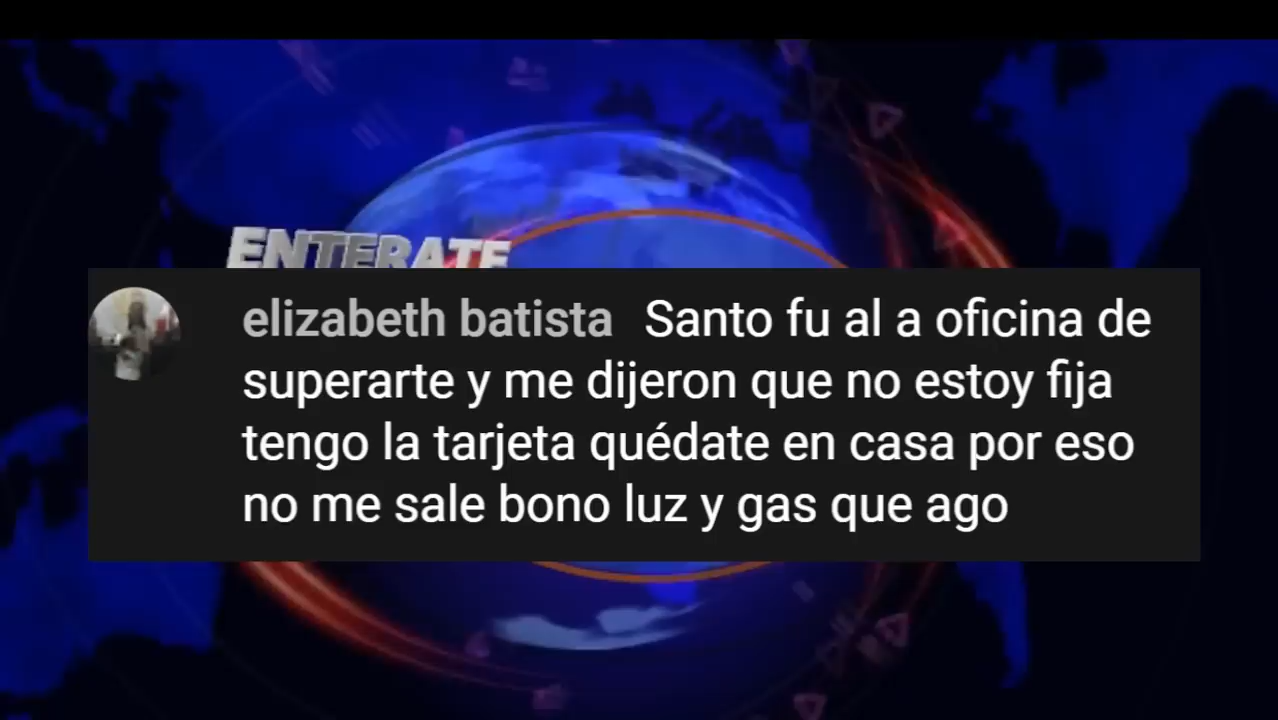 ENTERATE
elizabeth batista Santo fu al a oficina de
superarte y me dijeron que no estoy fija
tengo la tarjeta quédate en casa por eso
no me sale bono luz y gas que ago